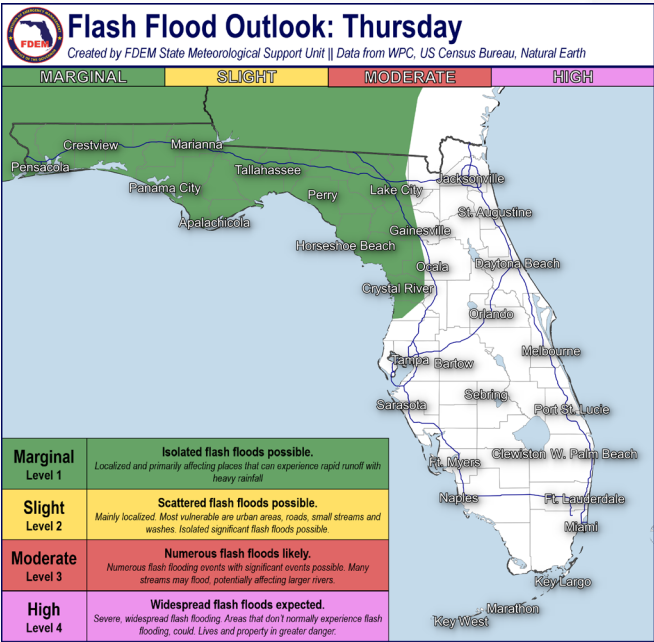 Flash Flood Outlook: Thursday
Created by FDEM State Meteorological Support Unit || Data from WPC, US Census Bureau, Natural Earth
FDEM
MARGINAL SLIGHT MODERATE HIGH
Crestview
Marianna
Pensacola
Tallahassee
Jacksonville
Panama City
Perry
Lake City
Apalachicola
St. Augustine
Gainesville
Horseshoe Beach
Ocala
Daytona Beach
Crystal River
Orlando
Melbourne
Tampa
Bartow
Sebring
Sarasota
Port St. Lucie
Clewiston
W. Palm Beach
Ft. Myers
Naples
Ft. Lauderdale
Miami
Key Largo
Marathon
Key West
Marginal
Level 1
Isolated flash floods possible.
Localized and primarily affecting places that can experience rapid runoff with
heavy rainfall
Slight
Level 2
Scattered flash floods possible.
Mainly localized. Most vulnerable are urban areas, roads, small streams and
washes. Isolated significant flash floods possible.
Moderate
Level 3
Numerous flash floods likely.
Numerous flash flooding events with significant events possible. Many
streams may flood, potentially affecting larger rivers.
High
Level 4
Widespread flash floods expected.
Severe, widespread flash flooding. Areas that don't normally experience flash
flooding, could. Lives and property in greater danger.